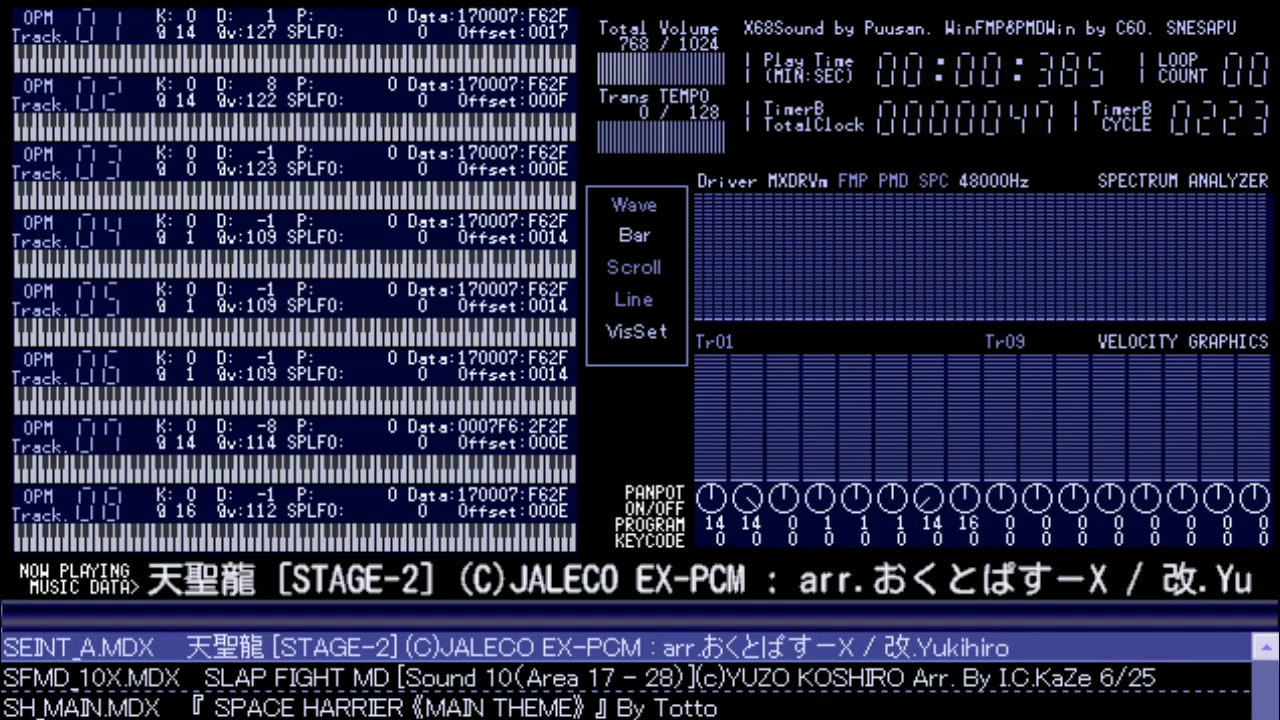 OPM 01 K: 0 D: 1 P: 0 Data:170007:F62F
Track. @ 14 @v:127 SPLFO: 0 Offset:0017
OPM 02 K: 0 D: 8 P: 0 Data:170007:F62F
Track. @ 14 @v:122 SPLFO: 0 Offset:000F
OPM 03 K: 0 D: -1 P: 0 Data:170007:F62F
Track. @ 0 @v:123 SPLFO: 0 Offset:000E
OPM 04 K: 0 D: -1 P: 0 Data:170007:F62F
Track. @ 1 @v:109 SPLFO: 0 Offset:0014
OPM 05 K: 0 D: -1 P: 0 Data:170007:F62F
Track. @ 1 @v:109 SPLFO: 0 Offset:0014
OPM 06 K: 0 D: -1 P: 0 Data:170007:F62F
Track. @ 1 @v:109 SPLFO: 0 Offset:0014
OPM 07 K: 0 D: -8 P: 0 Data:0007F6:2F2F
Track. @ 14 @v:114 SPLFO: 0 Offset:000E
OPM 08 K: 0 D: -1 P: 0 Data:170007:F62F
Track. @ 16 @v:112 SPLFO: 0 Offset:000E
Total Volume
768 / 1024
Trans TEMPO
0 / 128
X68Sound by Puusan. WinFMP&PMDWin by C60. SNESAPU
Play Time (MIN:SEC) 00:00:385 LOOP COUNT 00
TimerB TotalClock 0000047 TimerB CYCLE 0223
Wave
Bar
Scroll
Line
VisSet
Driver MXDRVm FMP PMD SPC 48000Hz SPECTRUM ANALYZER
Tr01 Tr09 VELOCITY GRAPHICS
PANPOT
ON/OFF
PROGRAM 14 14 0 1 1 1 14 16 0 0 0 0 0 0 0 0
KEYCODE 0 0 0 0 0 0 0 0 0 0 0 0 0 0 0 0
NOW PLAYING MUSIC DATA> 天聖龍 [STAGE-2] (C)JALECO EX-PCM : arr.おくとぱすーX / 改.Yu
SEINT_A.MDX 天聖龍 [STAGE-2] (C)JALECO EX-PCM : arr.おくとぱすーX / 改.Yukihiro
SFMD_10X.MDX SLAP FIGHT MD [Sound 10(Area 17 - 28)](c)YUZO KOSHIRO Arr. By I.C.KaZe 6/25
SH_MAIN.MDX 『 SPACE HARRIER 《MAIN THEME》 』 By Totto